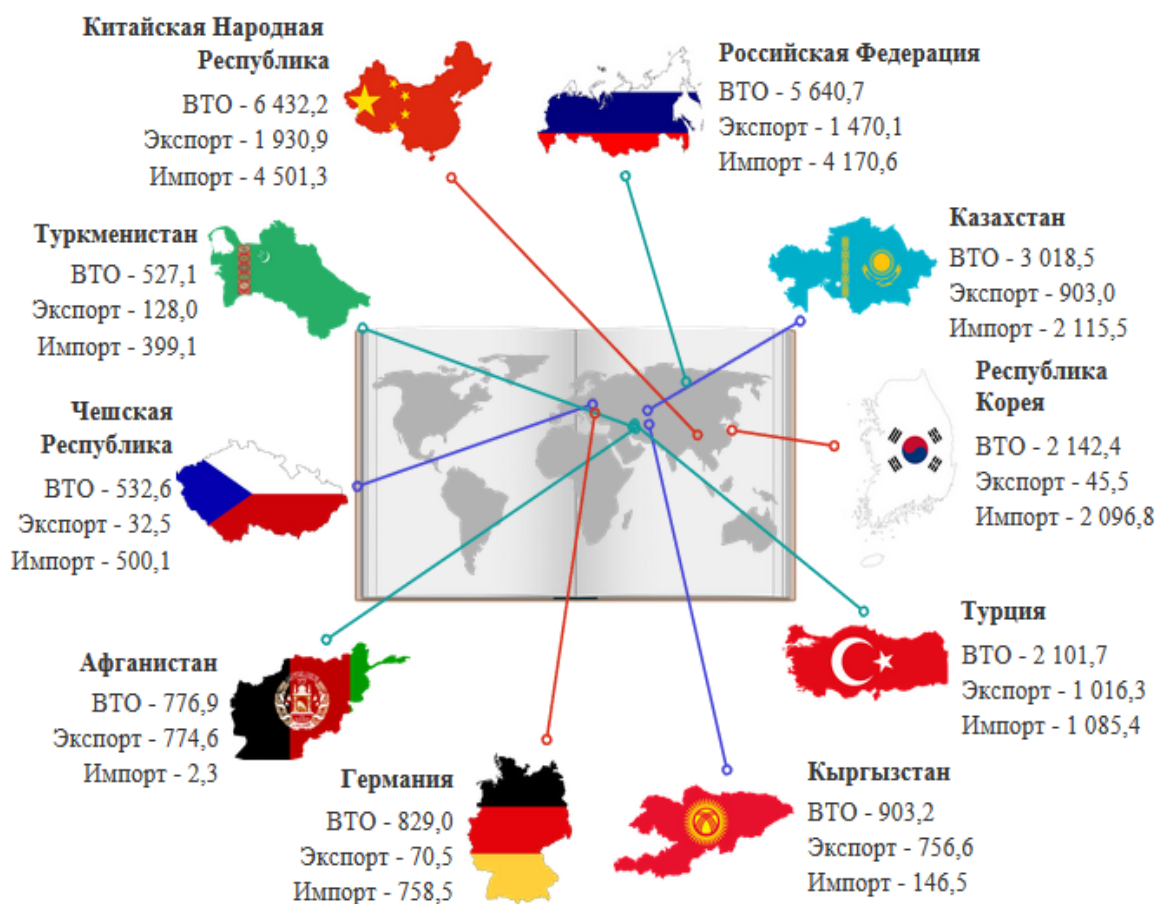 Китайская Народная
Республика
ВТО - 6 432,2
Экспорт - 1 930,9
Импорт - 4 501,3
Российская Федерация
ВТО - 5 640,7
Экспорт - 1 470,1
Импорт - 4 170,6
Туркменистан
ВТО - 527,1
Экспорт - 128,0
Импорт - 399,1
Казахстан
ВТО - 3 018,5
Экспорт - 903,0
Импорт - 2 115,5
Чешская
Республика
ВТО - 532,6
Экспорт - 32,5
Импорт - 500,1
Республика
Корея
ВТО - 2 142,4
Экспорт - 45,5
Импорт - 2 096,8
Афганистан
ВТО - 776,9
Экспорт - 774,6
Импорт - 2,3
Турция
ВТО - 2 101,7
Экспорт - 1 016,3
Импорт - 1 085,4
Германия
ВТО - 829,0
Экспорт - 70,5
Импорт - 758,5
Кыргызстан
ВТО - 903,2
Экспорт - 756,6
Импорт - 146,5